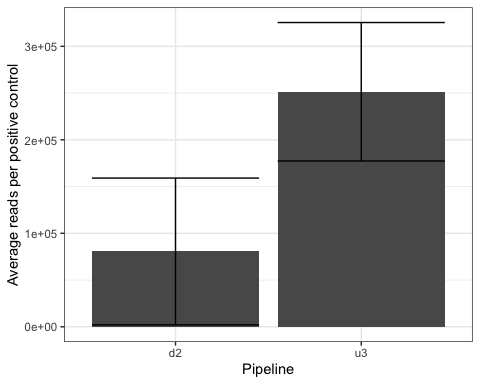 Average reads per positive control
3e+05
2e+05
1e+05
0e+00
d2 u3
Pipeline